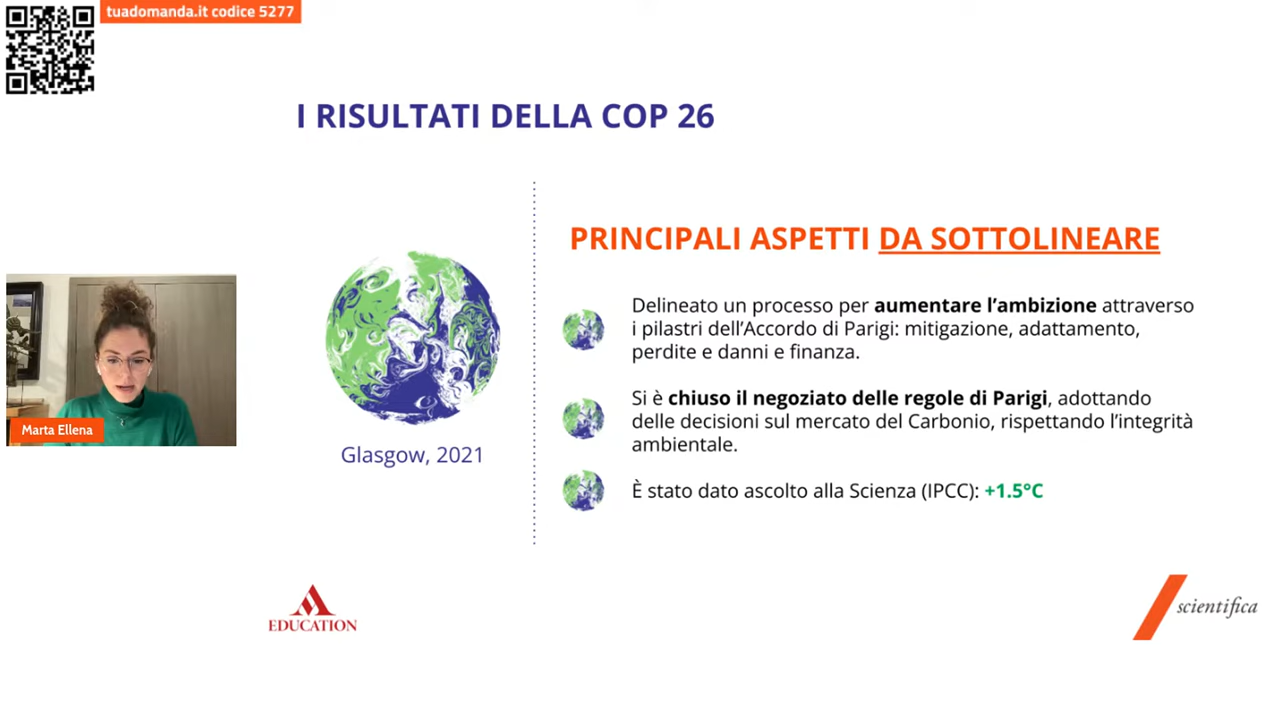 tuadomanda.it codice 5277
I RISULTATI DELLA COP 26
PRINCIPALI ASPETTI DA SOTTOLINEARE
Delineato un processo per aumentare l’ambizione attraverso
i pilastri dell’Accordo di Parigi: mitigazione, adattamento,
perdite e danni e finanza.
Si è chiuso il negoziato delle regole di Parigi, adottando
delle decisioni sul mercato del Carbonio, rispettando l’integrità
ambientale.
È stato dato ascolto alla Scienza (IPCC): +1.5°C
Glasgow, 2021
Marta Ellena
EDUCATION
scientifica